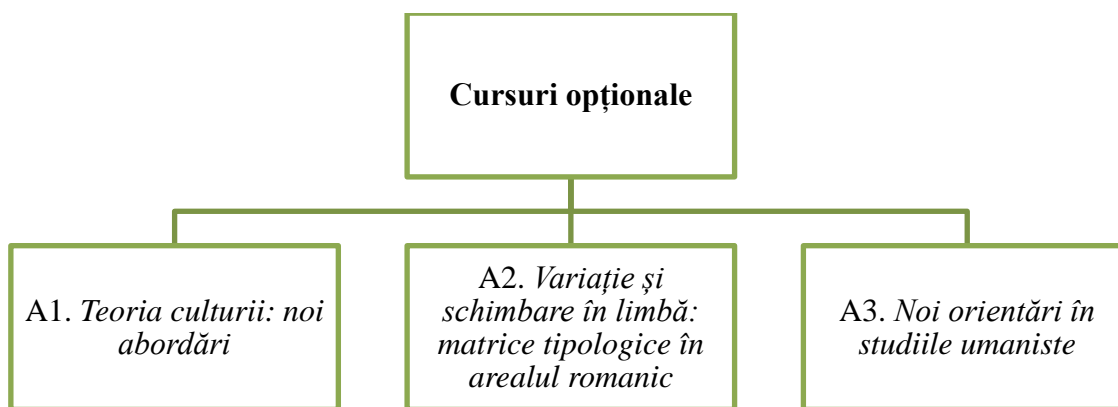 Cursuri opționale
A1. Teoria culturii: noi
abordări
A2. Variație și
schimbare în limbă:
matrice tipologice în
arealul romanic
A3. Noi orientări în
studiile umaniste